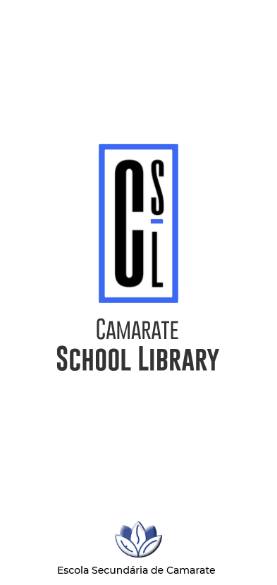 CSL
CAMARATE
SCHOOL LIBRARY
Escola Secundária de Camarate